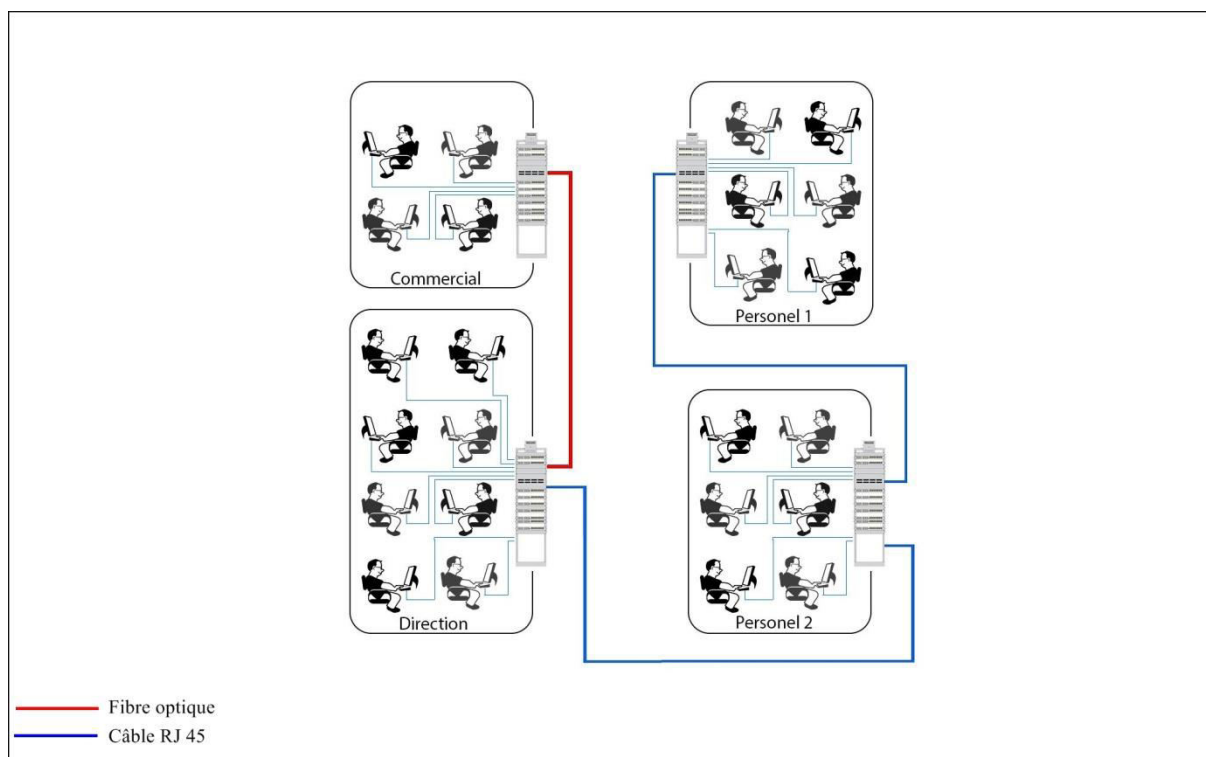 Commercial
Personel 1
Direction
Personel 2
Fibre optique
Câble RJ 45